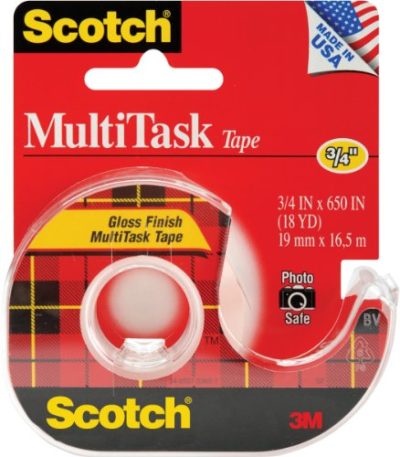 Scotch
MADE IN
USA
MultiTask Tape
3/4"
3/4 IN x 650 IN
(18 YD)
19 mm x 16,5 m
Gloss Finish
MultiTask Tape
Photo
Safe
BV
TM
Scotch
3M